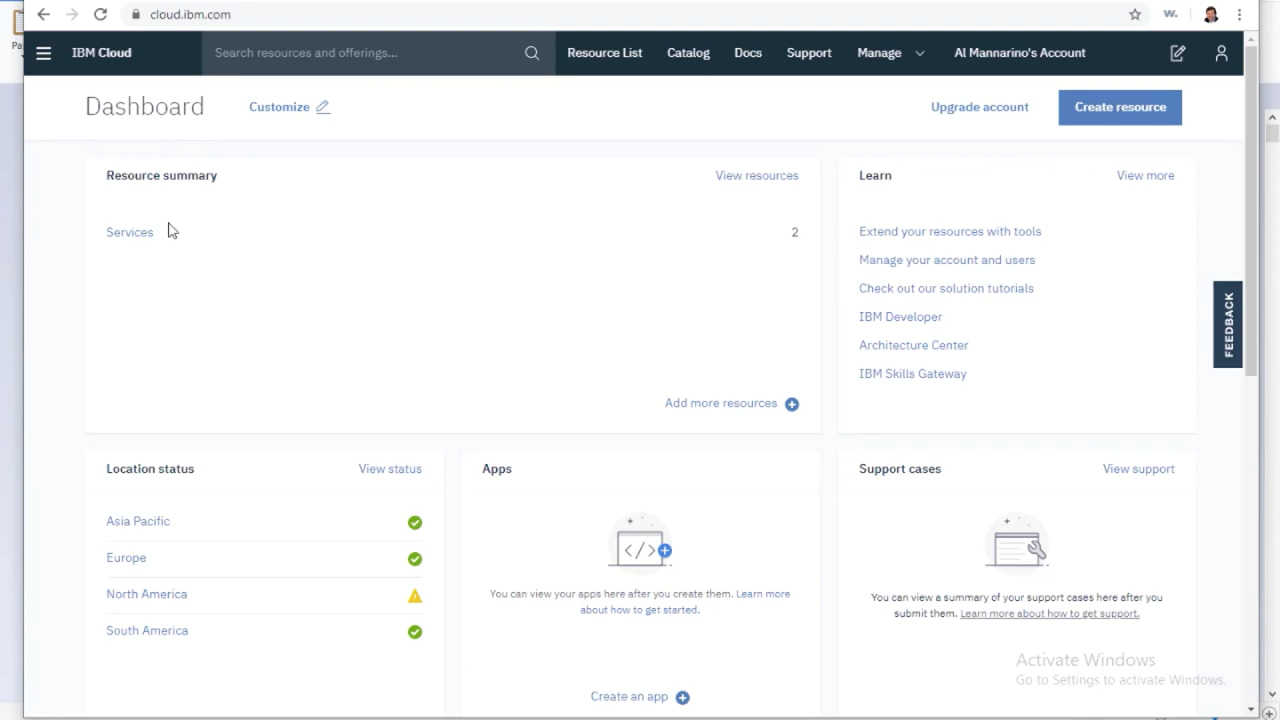 cloud.ibm.com
IBM Cloud
Search resources and offerings...
Resource List
Catalog
Docs
Support
Manage
Al Mannarino's Account
Dashboard
Customize
Upgrade account
Create resource
Resource summary
View resources
Services
2
Add more resources
Learn
View more
Extend your resources with tools
Manage your account and users
Check out our solution tutorials
IBM Developer
Architecture Center
IBM Skills Gateway
FEEDBACK
Location status
View status
Asia Pacific
Europe
North America
South America
Apps
You can view your apps here after you create them. Learn more
about how to get started.
Create an app
Support cases
View support
You can view a summary of your support cases here after you
submit them. Learn more about how to get support.
Activate Windows
Go to Settings to activate Windows.